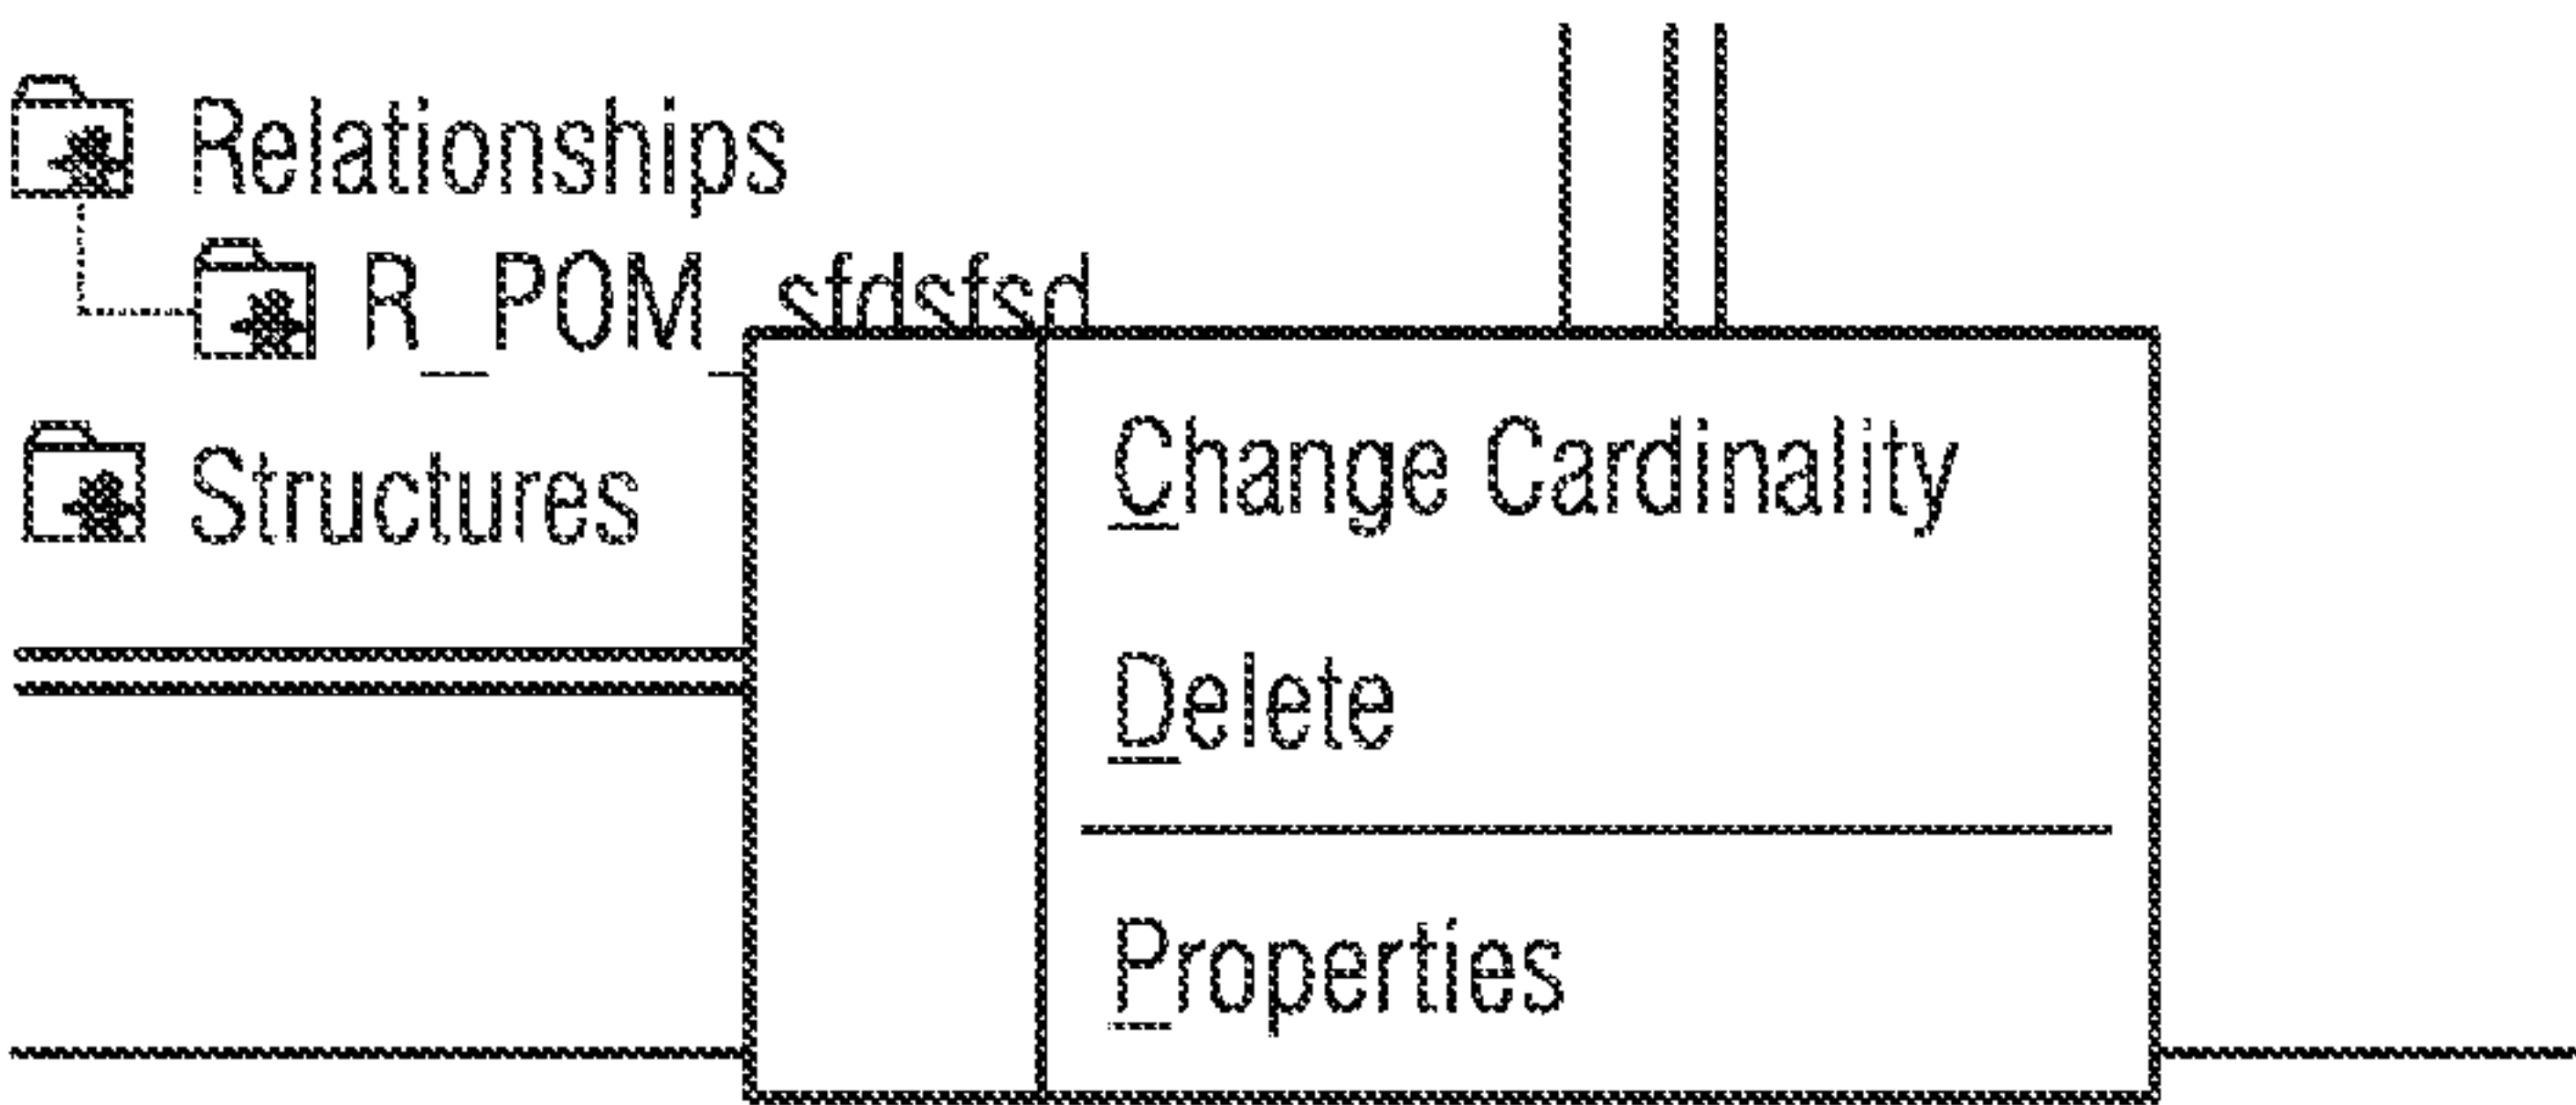 Relationships
R_POM_sfdsfsd
Structures
Change Cardinality
Delete
Properties